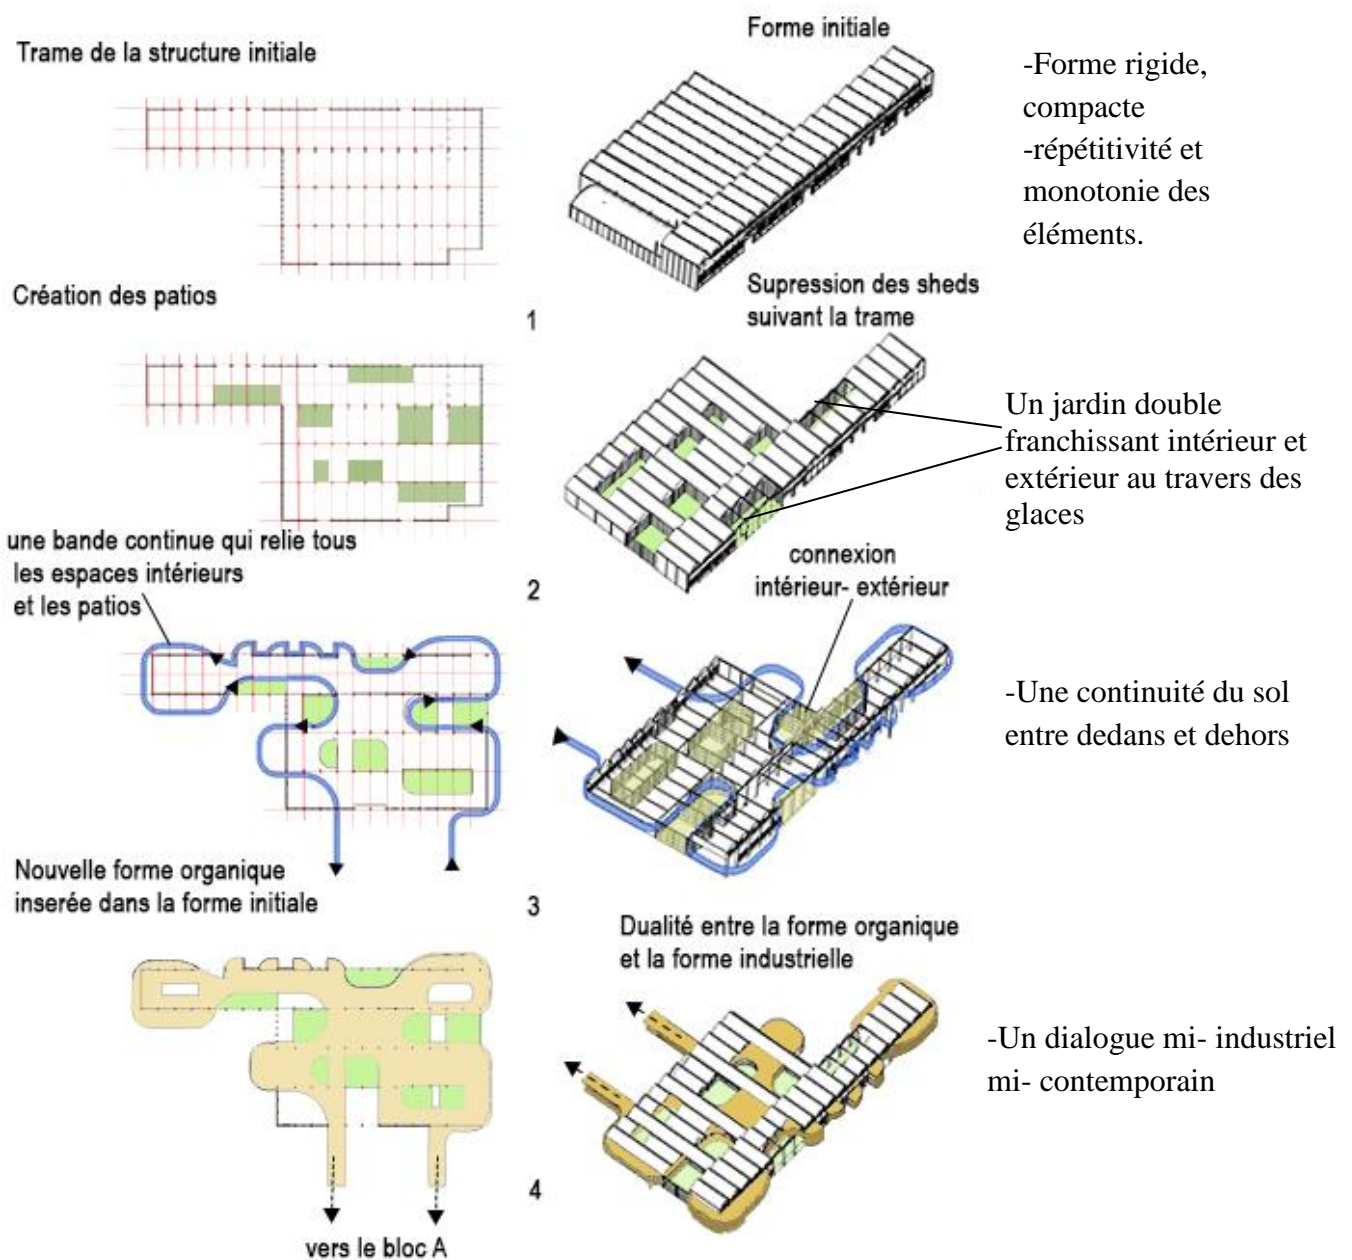 Trame de la structure initiale
Forme initiale
-Forme rigide,
compacte
-répétitivité et
monotonie des
éléments.
1
Création des patios
Supression des sheds
suivant la trame
Un jardin double
franchissant intérieur et
extérieur au travers des
glaces
2
une bande continue qui relie tous
les espaces intérieurs
et les patios
connexion
intérieur- extérieur
-Une continuité du sol
entre dedans et dehors
3
Nouvelle forme organique
inserée dans la forme initiale
Dualité entre la forme organique
et la forme industrielle
-Un dialogue mi- industriel
mi- contemporain
4
vers le bloc A